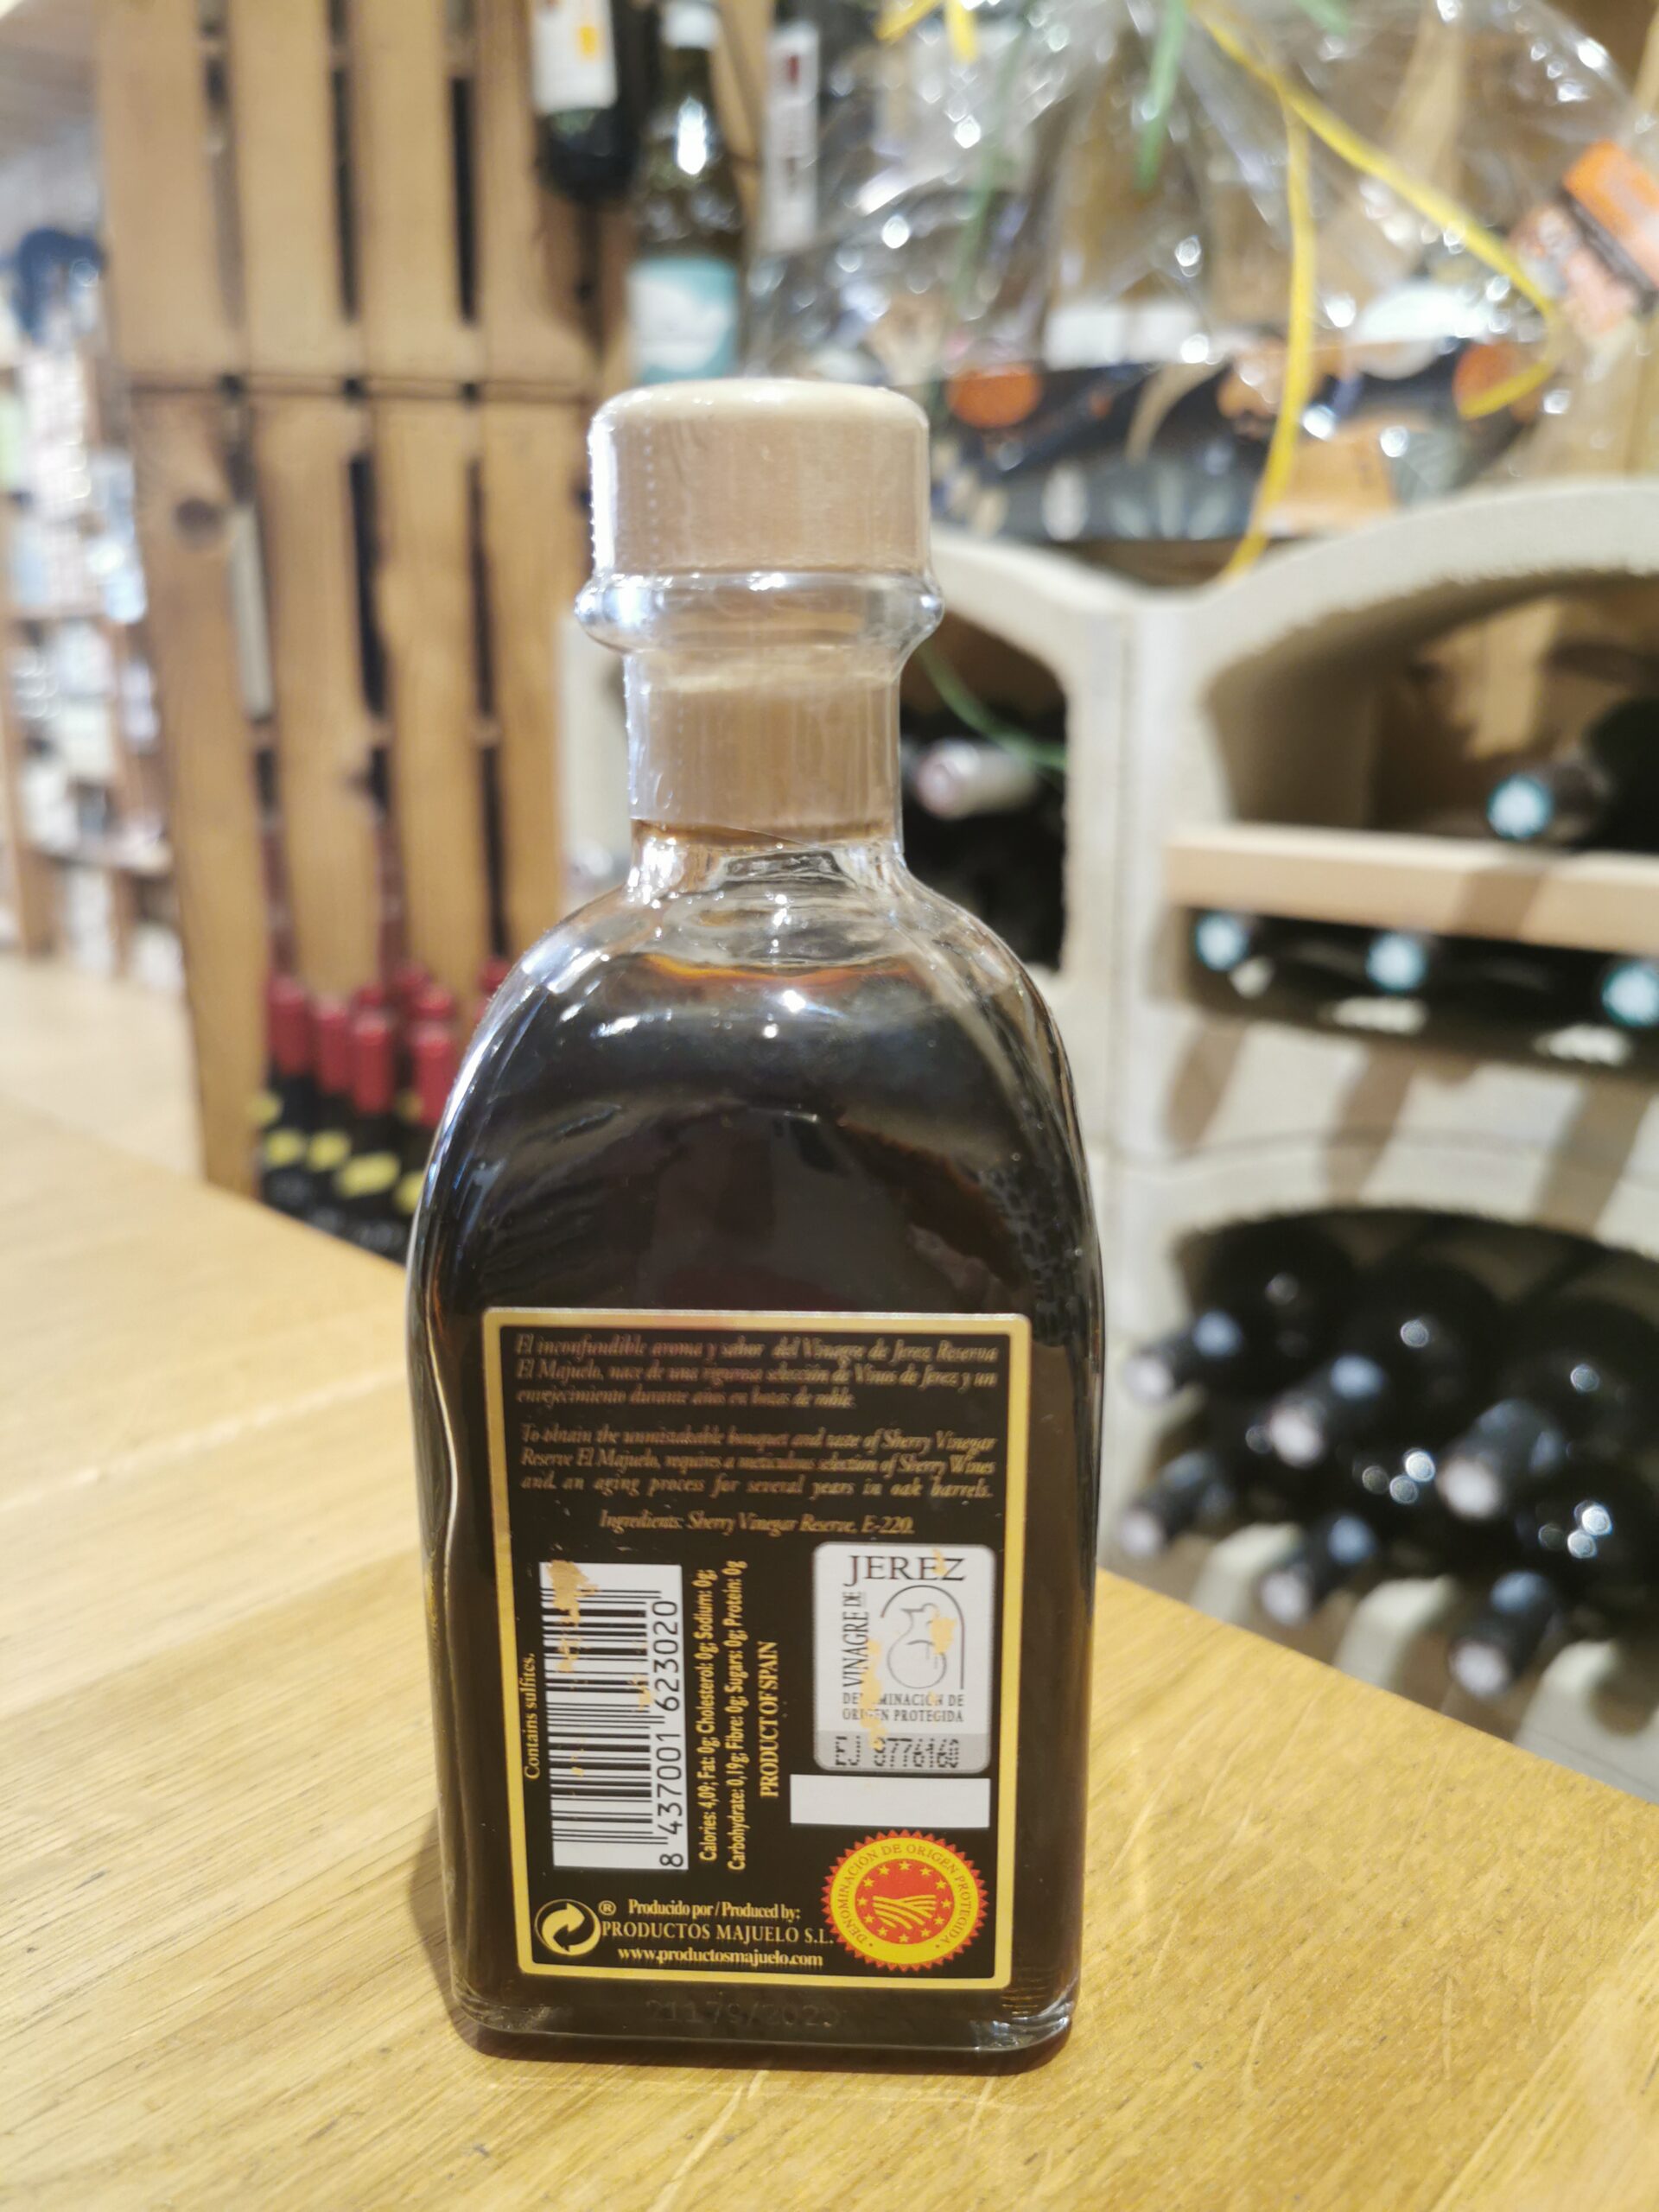 El inconfundible aroma y sabor del Vinagre de Jerez Reserva
El Majuelo, nace de una rigurosa selección de Vinos de Jerez y un
envejecimiento durante años en botas de roble.
To obtain the unmistakable bouquet and taste of Sherry Vinegar
Reserve El Majuelo, requires a meticulous selection of Sherry Wines
and an aging process for several years in oak barrels.
Ingredients: Sherry Vinegar Reserve, E-220.
Contains sulfites.
8 437001 623020
Calories: 4,09; Fat: 0g; Cholesterol: 0g; Sodium: 0g;
Carbohydrate: 0,19g; Fibre: 0g; Sugars: 0g; Protein: 0g
PRODUCT OF SPAIN
JEREZ
VINAGRE DE
DENOMINACIÓN DE
ORIGEN PROTEGIDA
EJ 8776160
DENOMINACIÓN DE ORIGEN PROTEGIDA
® Producido por / Produced by:
PRODUCTOS MAJUELO S.L.
www.productosmajuelo.com